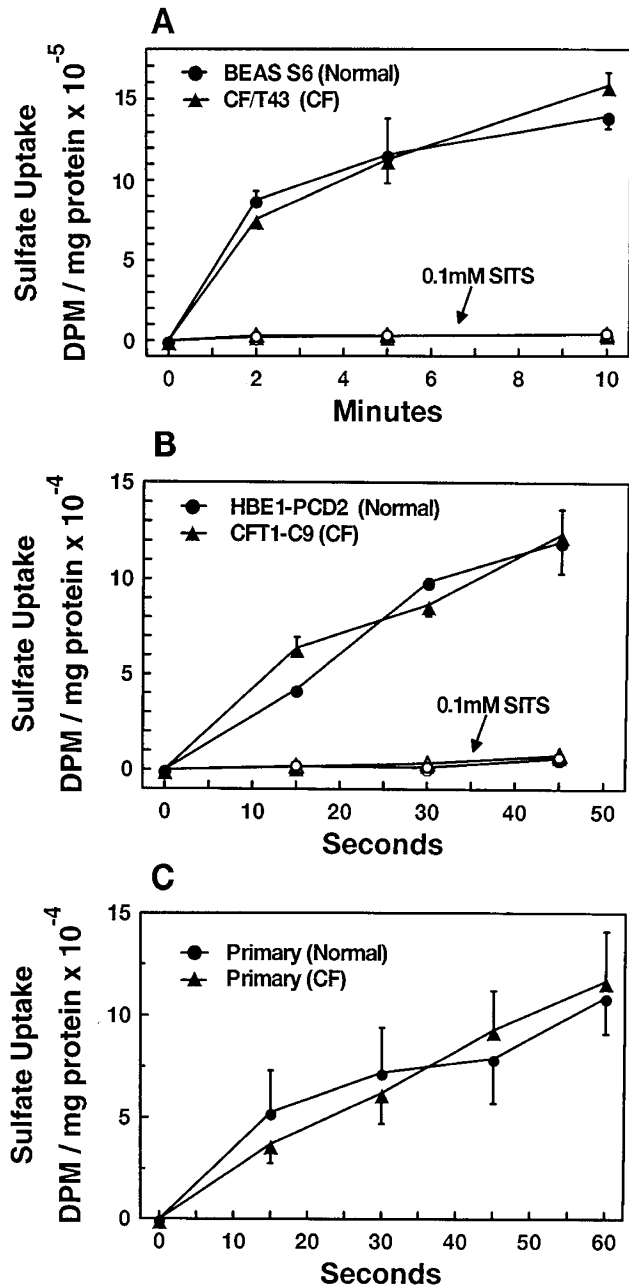 A
BEAS S6 (Normal)
CF/T43 (CF)
Sulfate Uptake
DPM / mg protein x 10-5
15
10
5
0
0.1mM SITS
0 2 4 6 8 10
Minutes
B
HBE1-PCD2 (Normal)
CFT1-C9 (CF)
Sulfate Uptake
DPM / mg protein x 10-4
15
10
5
0
0.1mM SITS
0 10 20 30 40 50
Seconds
C
Primary (Normal)
Primary (CF)
Sulfate Uptake
DPM / mg protein x 10-4
15
10
5
0
0 10 20 30 40 50 60
Seconds